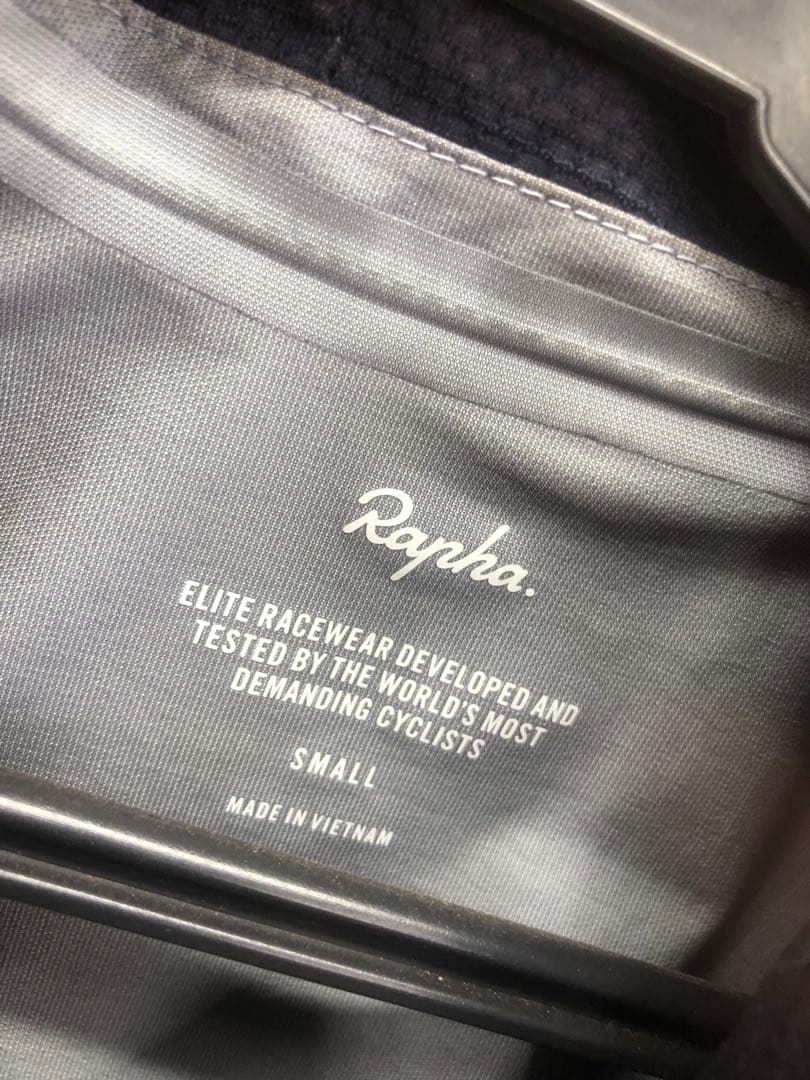 Rapha.
ELITE RACEWEAR DEVELOPED AND
TESTED BY THE WORLD'S MOST
DEMANDING CYCLISTS
SMALL
MADE IN VIETNAM